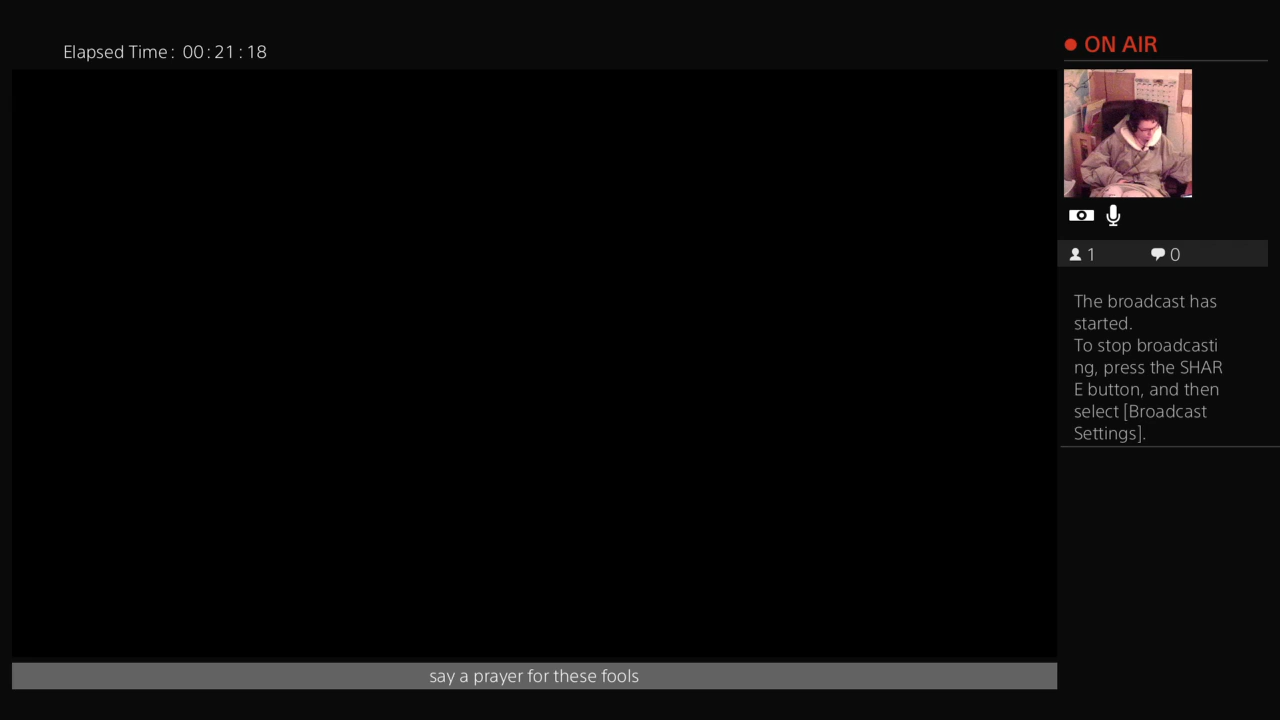 Elapsed Time: 00:21:18
ON AIR
1 0
The broadcast has
started.
To stop broadcasti
ng, press the SHAR
E button, and then
select [Broadcast
Settings].
say a prayer for these fools